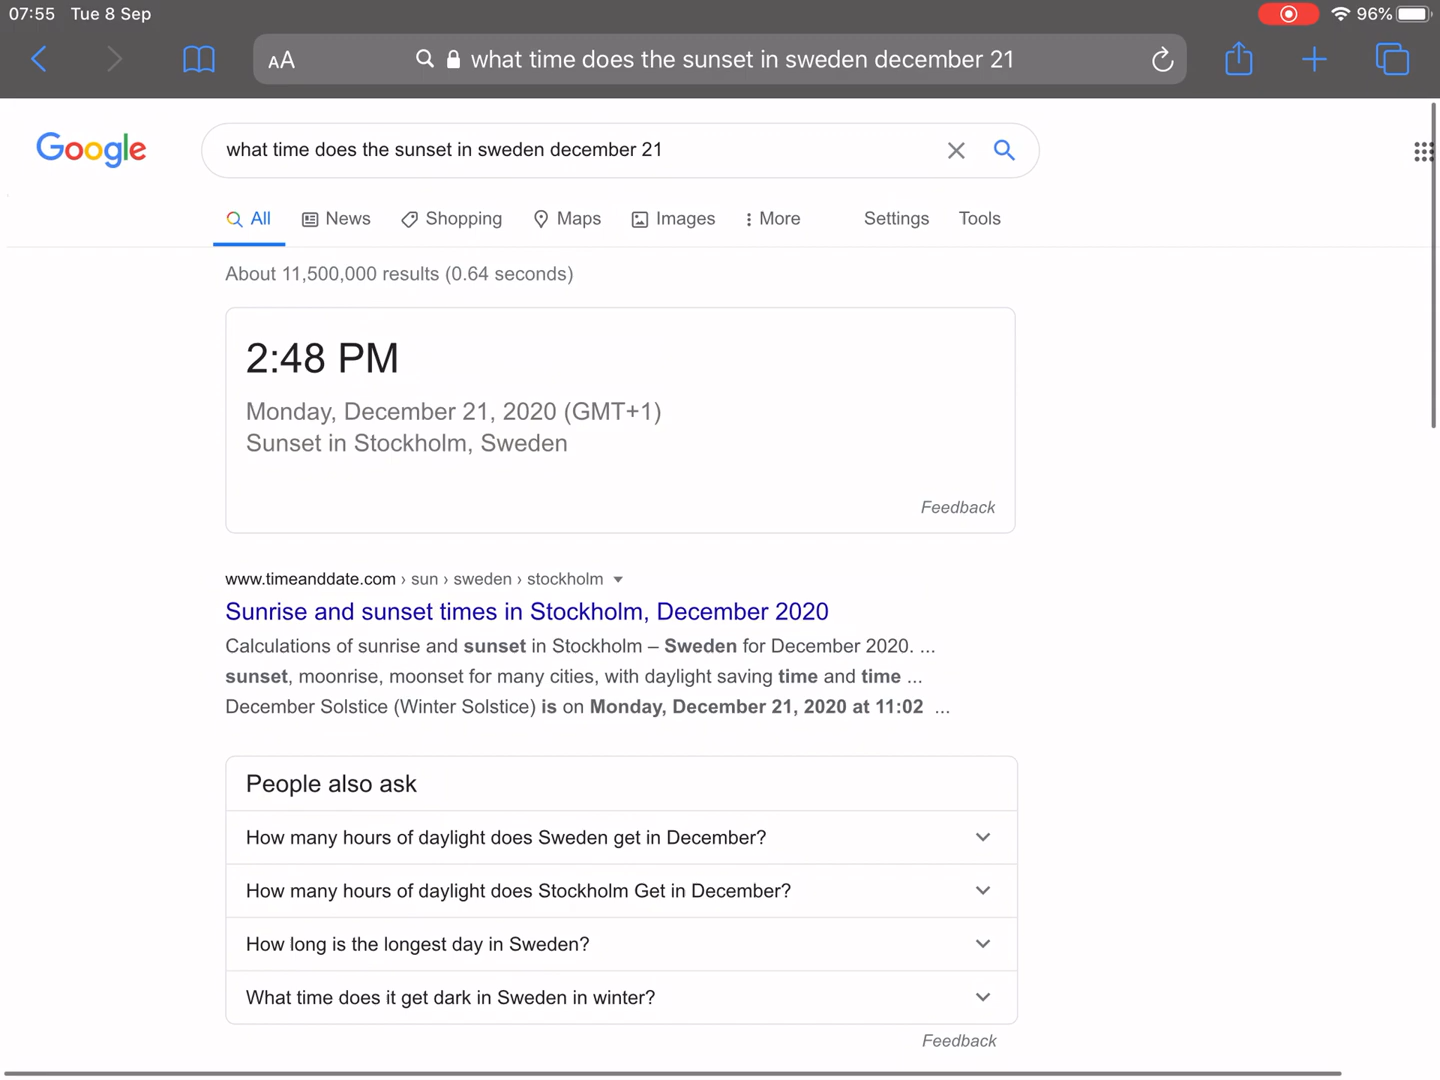 07:55 Tue 8 Sep 96%
AA what time does the sunset in sweden december 21
Google what time does the sunset in sweden december 21
All News Shopping Maps Images More Settings Tools
About 11,500,000 results (0.64 seconds)
2:48 PM
Monday, December 21, 2020 (GMT+1)
Sunset in Stockholm, Sweden
Feedback
www.timeanddate.com › sun › sweden › stockholm
Sunrise and sunset times in Stockholm, December 2020
Calculations of sunrise and sunset in Stockholm – Sweden for December 2020. ...
sunset, moonrise, moonset for many cities, with daylight saving time and time ...
December Solstice (Winter Solstice) is on Monday, December 21, 2020 at 11:02 ...
People also ask
How many hours of daylight does Sweden get in December?
How many hours of daylight does Stockholm Get in December?
How long is the longest day in Sweden?
What time does it get dark in Sweden in winter?
Feedback